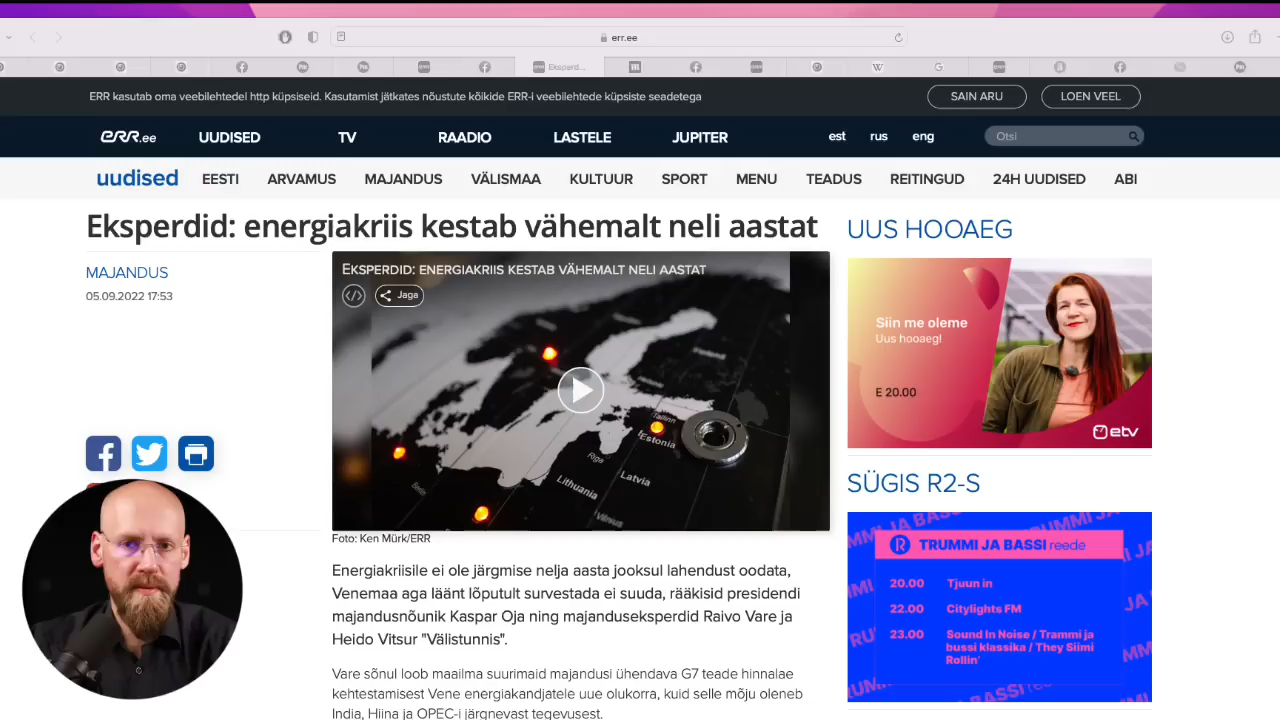 err.ee
Eksperd...
ERR kasutab oma veebilehtedel http küpsiseid. Kasutamist jätkates nõustute kõikide ERR-i veebilehtede küpsiste seadetega
SAIN ARU
LOEN VEEL
err.ee
UUDISED
TV
RAADIO
LASTELE
JUPITER
est
rus
eng
Otsi
uudised
EESTI
ARVAMUS
MAJANDUS
VÄLISMAA
KULTUUR
SPORT
MENU
TEADUS
REITINGUD
24H UUDISED
ABI
Eksperdid: energiakriis kestab vähemalt neli aastat
MAJANDUS
05.09.2022 17:53
EKSPERDID: ENERGIAKRIIS KESTAB VÄHEMALT NELI AASTAT
Jaga
Finland
Tallinn
Estonia
Riga
Latvia
Lithuania
Vilnius
Foto: Ken Mürk/ERR
Energiakriisile ei ole järgmise nelja aasta jooksul lahendust oodata,
Venemaa aga läänt lõputult survestada ei suuda, rääkisid presidendi
majandusnõunik Kaspar Oja ning majanduseksperdid Raivo Vare ja
Heido Vitsur "Välistunnis".
Vare sõnul loob maailma suurimaid majandusi ühendava G7 teade hinnalae
kehtestamisest Vene energiakandjatele uue olukorra, kuid selle mõju oleneb
India, Hiina ja OPEC-i järgnevast tegevusest.
UUS HOOAEG
Siin me oleme
Uus hooaeg!
E 20.00
etv
SÜGIS R2-S
TRUMMI JA BASSI reede
20.00 Tjuun in
22.00 Citylights FM
23.00 Sound In Noise / Trammi ja
bussi klassika / They Siimi
Rollin'